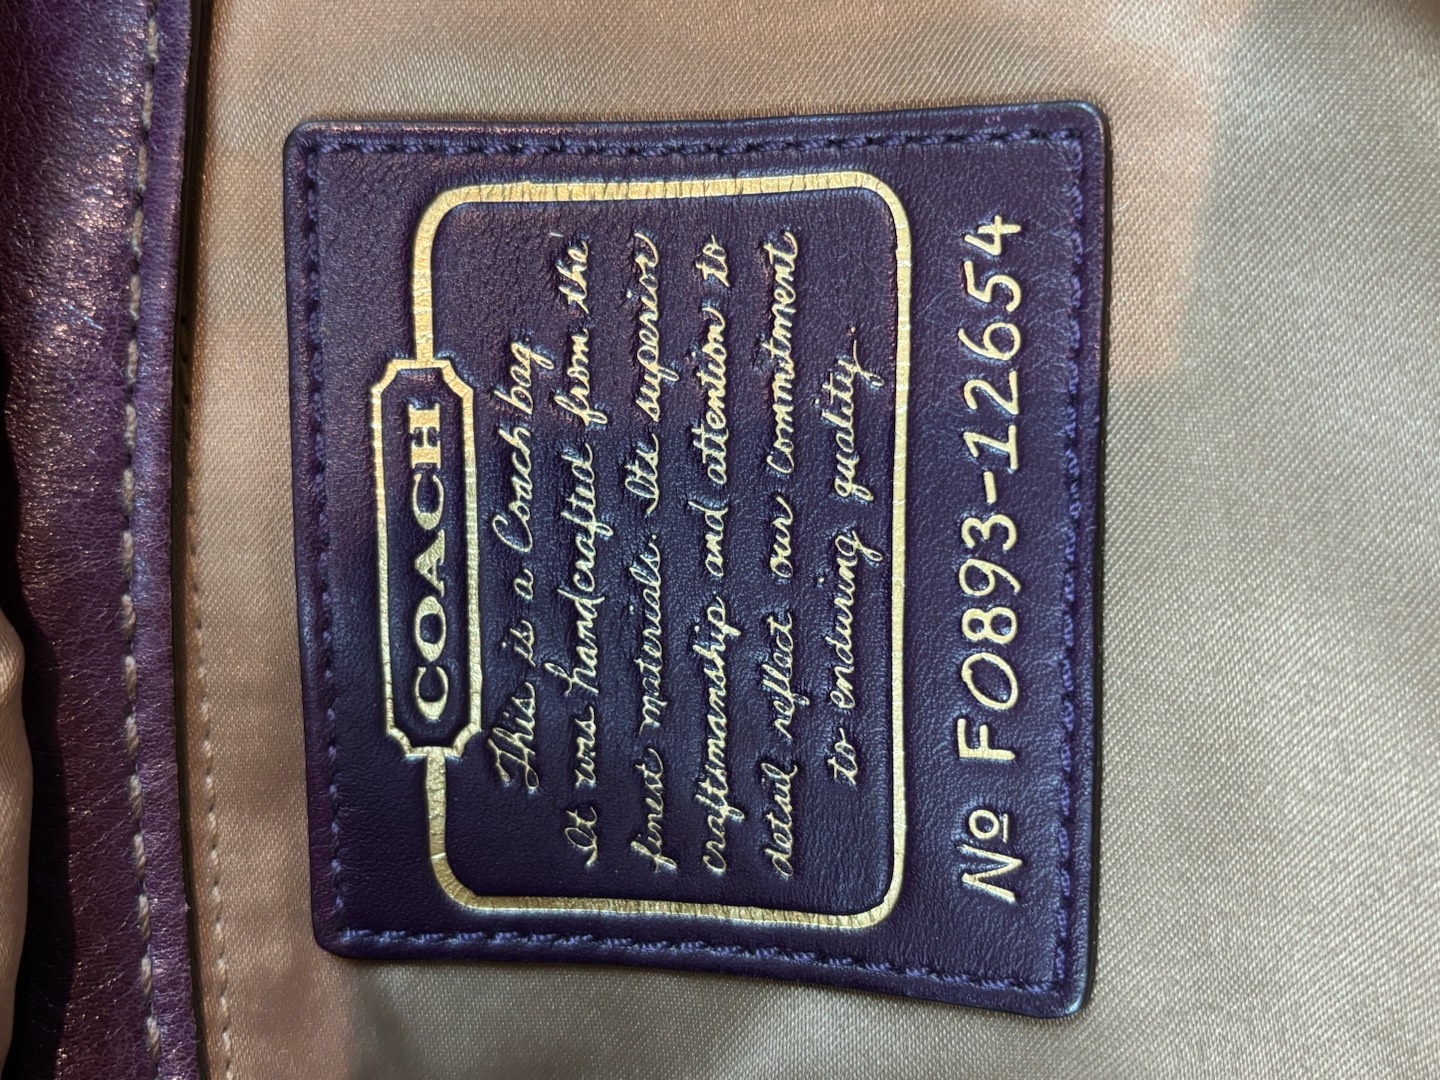 COACH
This is a Coach bag.
It was handcrafted from the
finest materials. Its superior
craftsmanship and attention to
detail reflect our commitment
to enduring quality.
Nº F0893-12654